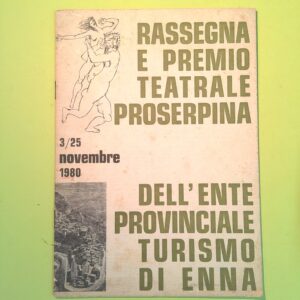 RASSEGNA
E PREMIO
TEATRALE
PROSERPINA
3/25
novembre
1980
DELL'ENTE
PROVINCIALE
TURISMO
DI ENNA